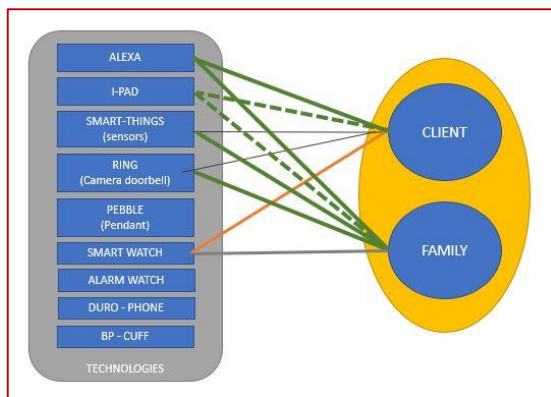 ALEXA
I-PAD
SMART-THINGS
(sensors)
RING
(Camera doorbell)
PEBBLE
(Pendant)
SMART WATCH
ALARM WATCH
DURO - PHONE
BP - CUFF
TECHNOLOGIES
CLIENT
FAMILY